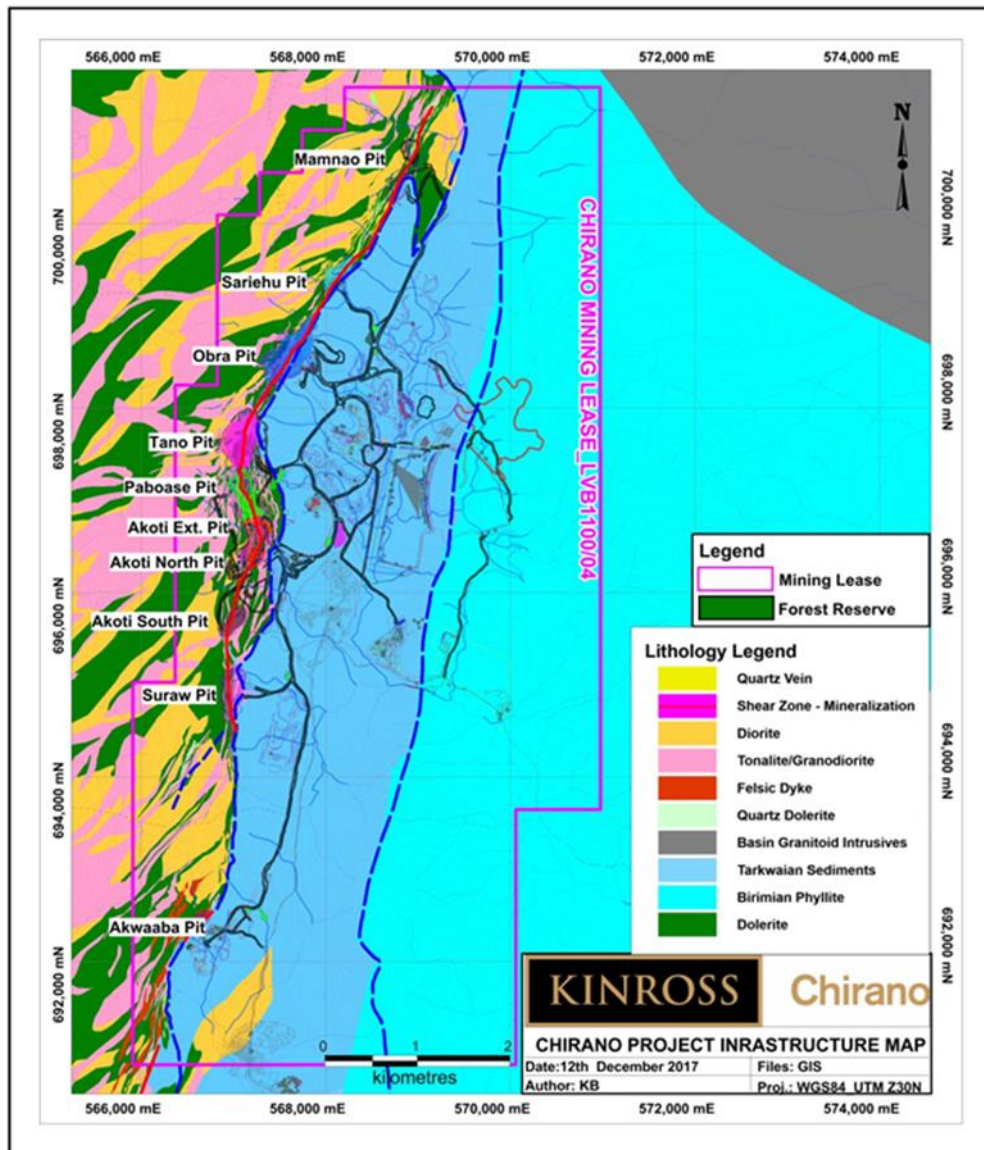 566,000 mE 568,000 mE 570,000 mE 572,000 mE 574,000 mE
N
Mamnao Pit
700,000 mN
700,000 mN
CHIRANO MINING LEASE_LVB1100/04
Sariehu Pit
Obra Pit
698,000 mN
698,000 mN
Tano Pit
Paboase Pit
Akoti Ext. Pit
Akoti North Pit
696,000 mN
696,000 mN
Akoti South Pit
Suraw Pit
694,000 mN
694,000 mN
Akwaaba Pit
692,000 mN
692,000 mN
Legend
Mining Lease
Forest Reserve
Lithology Legend
Quartz Vein
Shear Zone - Mineralization
Diorite
Tonalite/Granodiorite
Felsic Dyke
Quartz Dolerite
Basin Granitoid Intrusives
Tarkwaian Sediments
Birimian Phyllite
Dolerite
0 1 2
kilometres
KINROSS Chirano
CHIRANO PROJECT INRASTRUCTURE MAP
Date:12th December 2017 Files: GIS
Author: KB Proj.: WGS84_UTM Z30N
566,000 mE 568,000 mE 570,000 mE 572,000 mE 574,000 mE